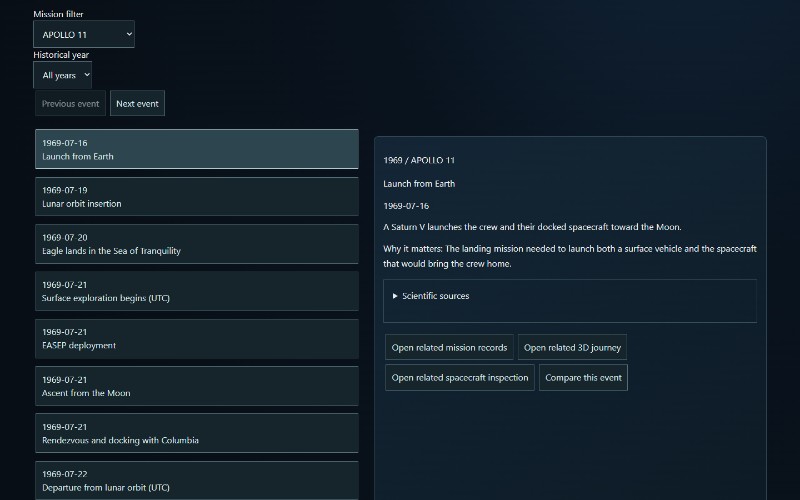 Mission filter
APOLLO 11
Historical year
All years
Previous event
Next event
1969-07-16
Launch from Earth
1969-07-19
Lunar orbit insertion
1969-07-20
Eagle lands in the Sea of Tranquility
1969-07-21
Surface exploration begins (UTC)
1969-07-21
EASEP deployment
1969-07-21
Ascent from the Moon
1969-07-21
Rendezvous and docking with Columbia
1969-07-22
Departure from lunar orbit (UTC)
1969 / APOLLO 11
Launch from Earth
1969-07-16
A Saturn V launches the crew and their docked spacecraft toward the Moon.
Why it matters: The landing mission needed to launch both a surface vehicle and the spacecraft
that would bring the crew home.
Scientific sources
Open related mission records
Open related 3D journey
Open related spacecraft inspection
Compare this event